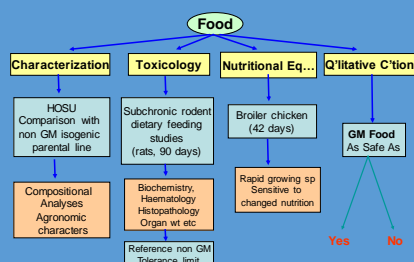 Food
Characterization
Toxicology
Nutritional Eq...
Q'litative C'tion
HOSU
Comparison with
non GM isogenic
parental line
Subchronic rodent
dietary feeding
studies
(rats, 90 days)
Broiler chicken
(42 days)
GM Food
As Safe As
Compositional
Analyses
Agronomic
characters
Biochemistry,
Haematology
Histopathology
Organ wt etc
Rapid growing sp
Sensitive to
changed nutrition
Yes
No
Reference non GM
Tolerance limit